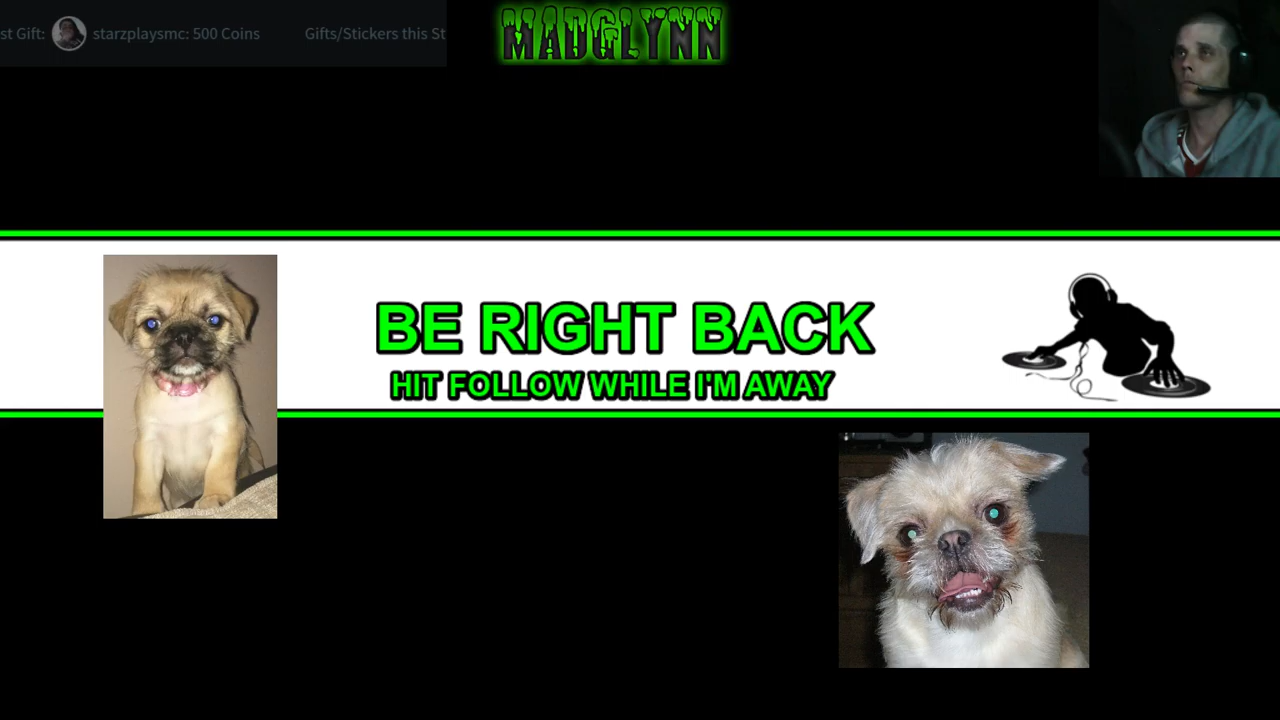 st Gift: starzplaysmc: 500 Coins Gifts/Stickers this St
MADGLYNN
BE RIGHT BACK
HIT FOLLOW WHILE I'M AWAY